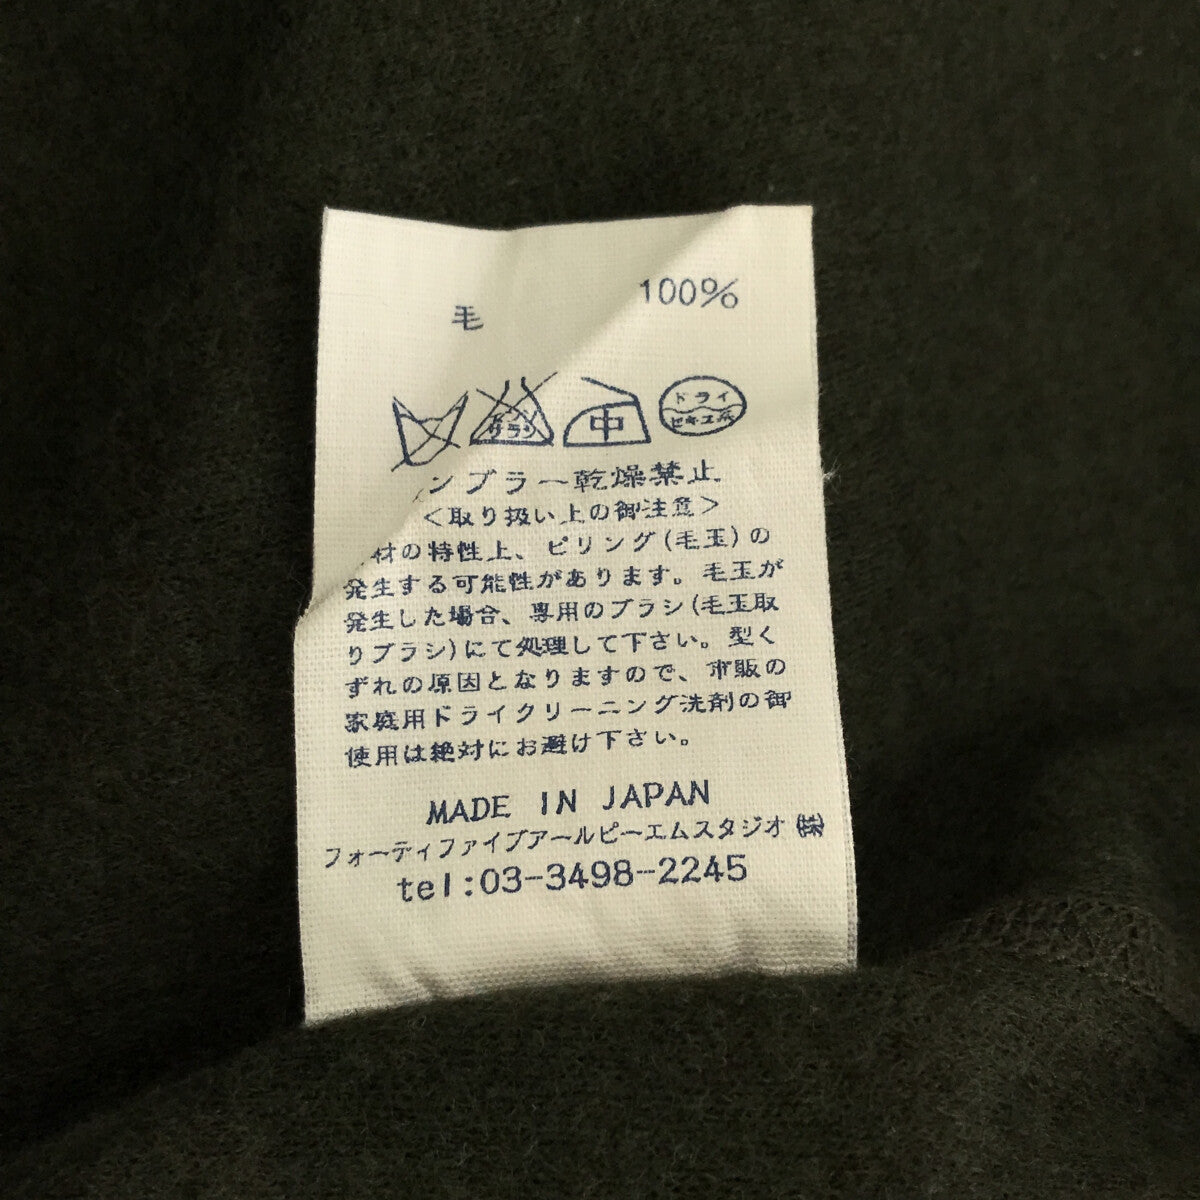 毛 100%
エンソ サラシ
中
ドライ
セキユ系
ンブラー乾燥禁止
<取り扱い上の御注意>
材の特性上、ピリング(毛玉)の
発生する可能性があります。毛玉が
発生した場合、専用のブラシ(毛玉取
りブラシ)にて処理して下さい。型く
ずれの原因となりますので、市販の
家庭用ドライクリーニング洗剤の御
使用は絶対にお避け下さい。
MADE IN JAPAN
フォーティファイブアールピーエムスタジオ㈱
tel:03-3498-2245